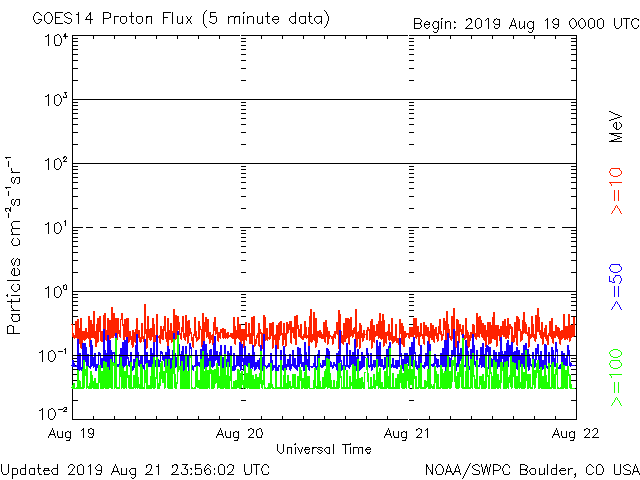 GOES14 Proton Flux (5 minute data)
Begin: 2019 Aug 19 0000 UTC
10⁴
10³
10²
10¹
10⁰
10⁻¹
10⁻²
Particles cm⁻²s⁻¹sr⁻¹
MeV
>=10
>=50
>=100
Aug 19
Aug 20
Aug 21
Aug 22
Universal Time
Updated 2019 Aug 21 23:56:02 UTC
NOAA/SWPC Boulder, CO USA